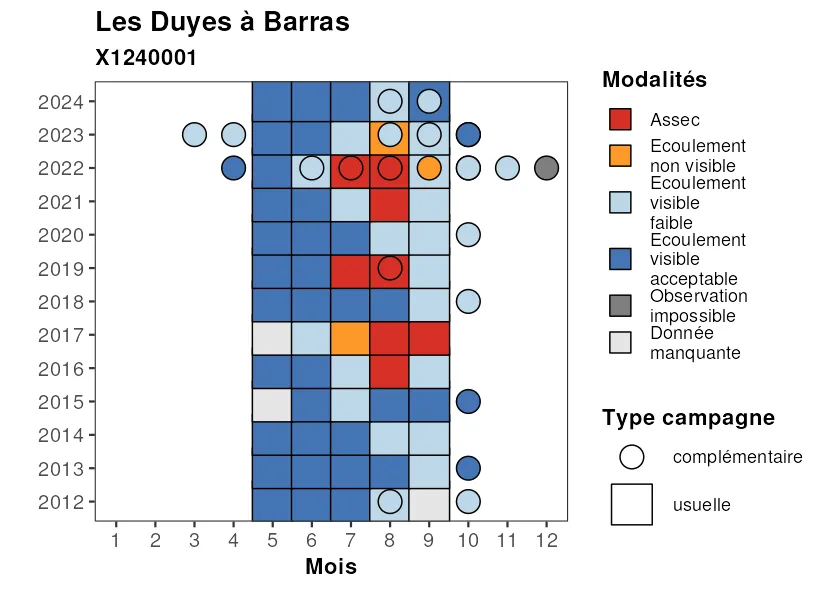 Les Duyes à Barras
X1240001
2024
2023
2022
2021
2020
2019
2018
2017
2016
2015
2014
2013
2012
1 2 3 4 5 6 7 8 9 10 11 12
Mois
Modalités
Assec
Ecoulement
non visible
Ecoulement
visible
faible
Ecoulement
visible
acceptable
Observation
impossible
Donnée
manquante
Type campagne
complémentaire
usuelle